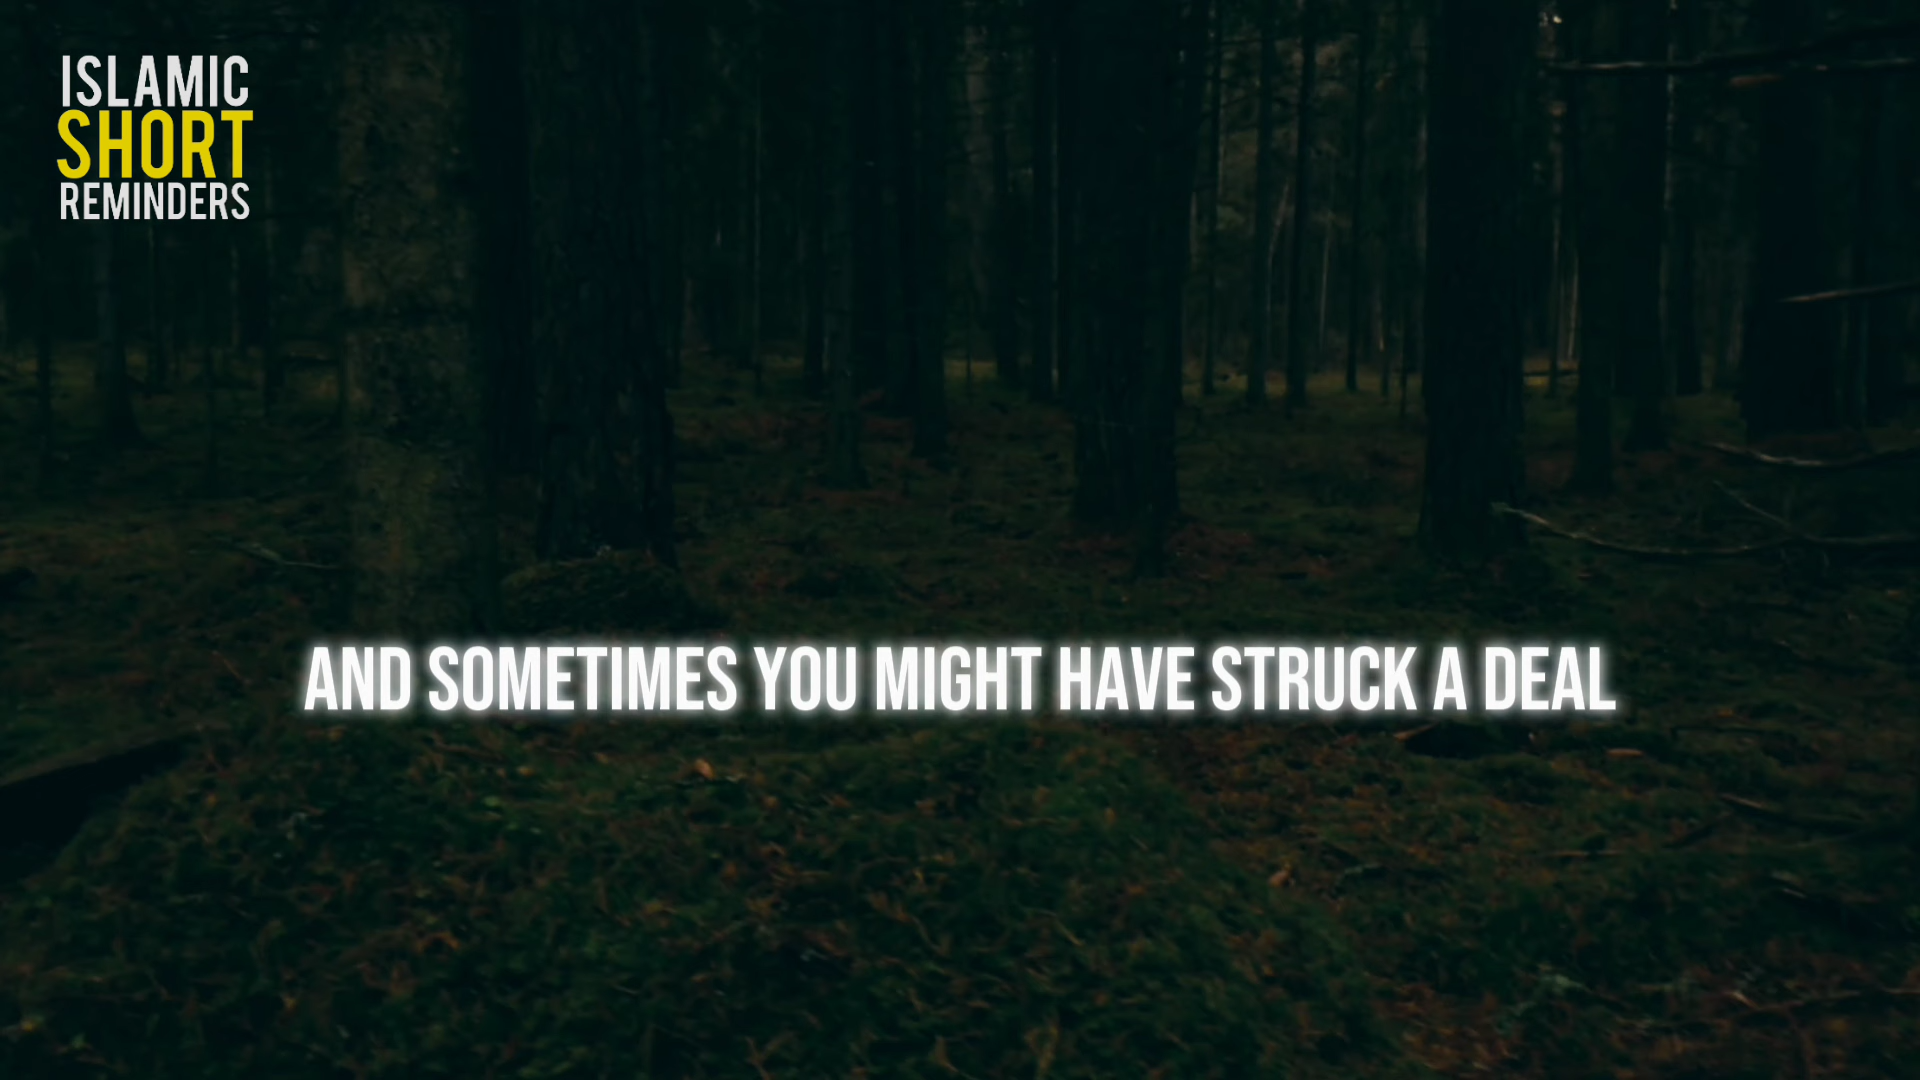 ISLAMIC
SHORT
REMINDERS
AND SOMETIMES YOU MIGHT HAVE STRUCK A DEAL